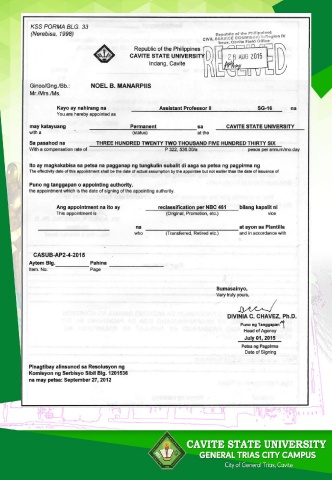 KSS PORMA BLG. 33
(Nerebisa, 1998)
Republic of the Philippines
CIVIL SERVICE COMMISSION
Cavite Field Office
RECEIVED
28 AUG 2015
Republic of the Philippines
CAVITE STATE UNIVERSITY
Indang, Cavite
Ginoo/Gng./Bb.: NOEL B. MANARPIIS
Mr./Mrs./Ms.
Kayo ay nahirang na Assistant Professor II SG-16 na
You are hereby appointed as
may katayuang Permanent sa CAVITE STATE UNIVERSITY
with a (status) at the
Sa pasahod na THREE HUNDRED TWENTY TWO THOUSAND FIVE HUNDRED THIRTY SIX
With a compensation rate of P 322, 536.00/a pesos per annum/mo.day
Ito ay magkakabisa sa petsa ng pagganap ng tungkulin subalit di aaga sa petsa ng pagpirma ng
The effectivity date of this appointment shall be the date of actual assumption by the appointee but not earlier than the date of issuance of
Puno ng tanggapan o appointing authority.
the appointment which is the date of signing of the appointing authority.
Ang appointment na ito ay reclassification per NBC 461 bilang kapalit ni
This appointment is (Original, Promotion, etc.) vice
na at ayon sa Plantilla
who (Transferred, Retired etc.) and in accordance with
CASUB-AP2-4-2015
Aytem Blg. Pahina
Item. No. Page
Sumasainyo,
Very truly yours,
DIVINIA C. CHAVEZ, Ph.D.
Puno ng Tanggapan
Head of Agency
July 01, 2015
Petsa ng Pagpirma
Date of Signing
Pinagtibay alinsunod sa Resolusyon ng
Komisyon ng Serbisyo Sibil Blg. 1201536
na may petsa: September 27, 2012
CAVITE STATE UNIVERSITY
GENERAL TRIAS CITY CAMPUS
City of General Trias, Cavite